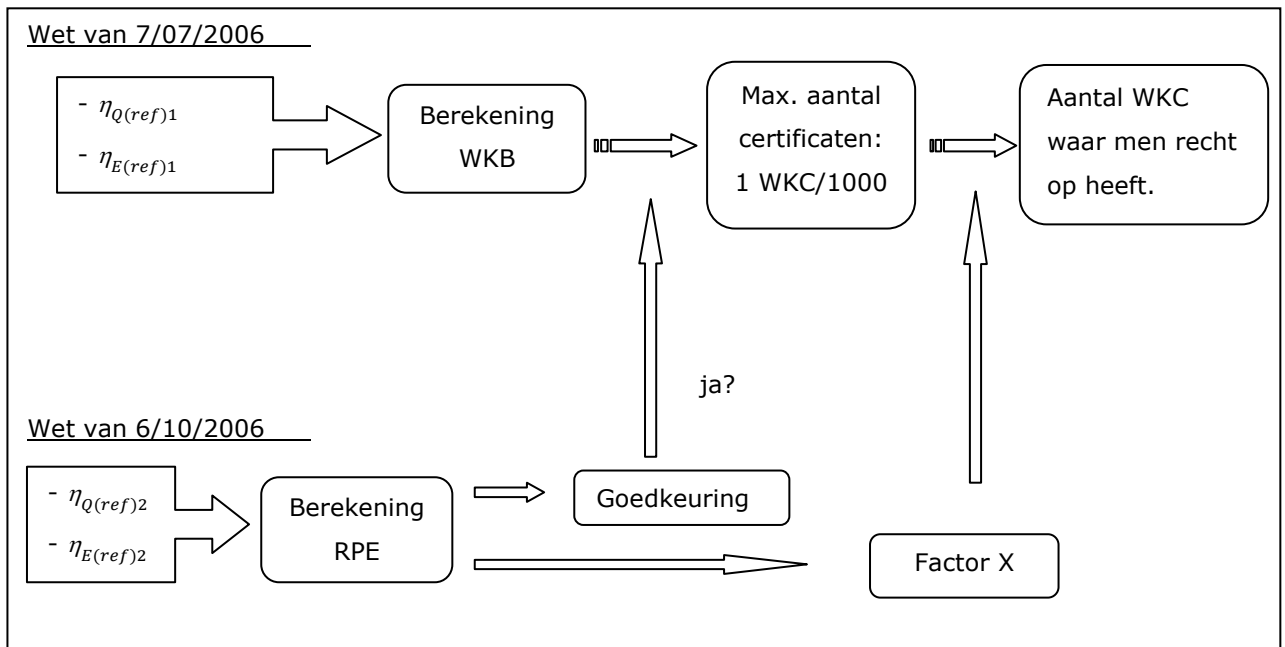 Wet van 7/07/2006
- η_Q(ref)1
- η_E(ref)1
Berekening
WKB
Max. aantal
certificaten:
1 WKC/1000
Aantal WKC
waar men recht
op heeft.
ja?
Wet van 6/10/2006
- η_Q(ref)2
- η_E(ref)2
Berekening
RPE
Goedkeuring
Factor X